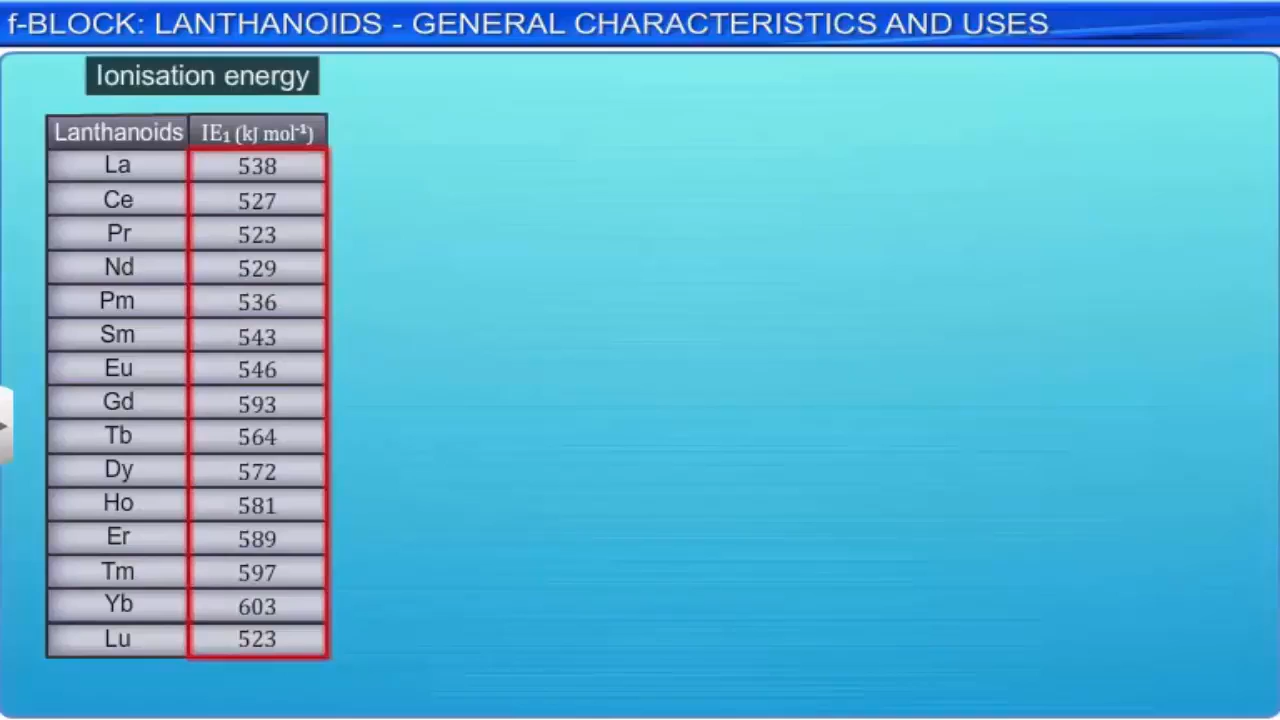 f-BLOCK: LANTHANOIDS - GENERAL CHARACTERISTICS AND USES
Ionisation energy
Lanthanoids IE₁ (kJ mol⁻¹)
La 538
Ce 527
Pr 523
Nd 529
Pm 536
Sm 543
Eu 546
Gd 593
Tb 564
Dy 572
Ho 581
Er 589
Tm 597
Yb 603
Lu 523